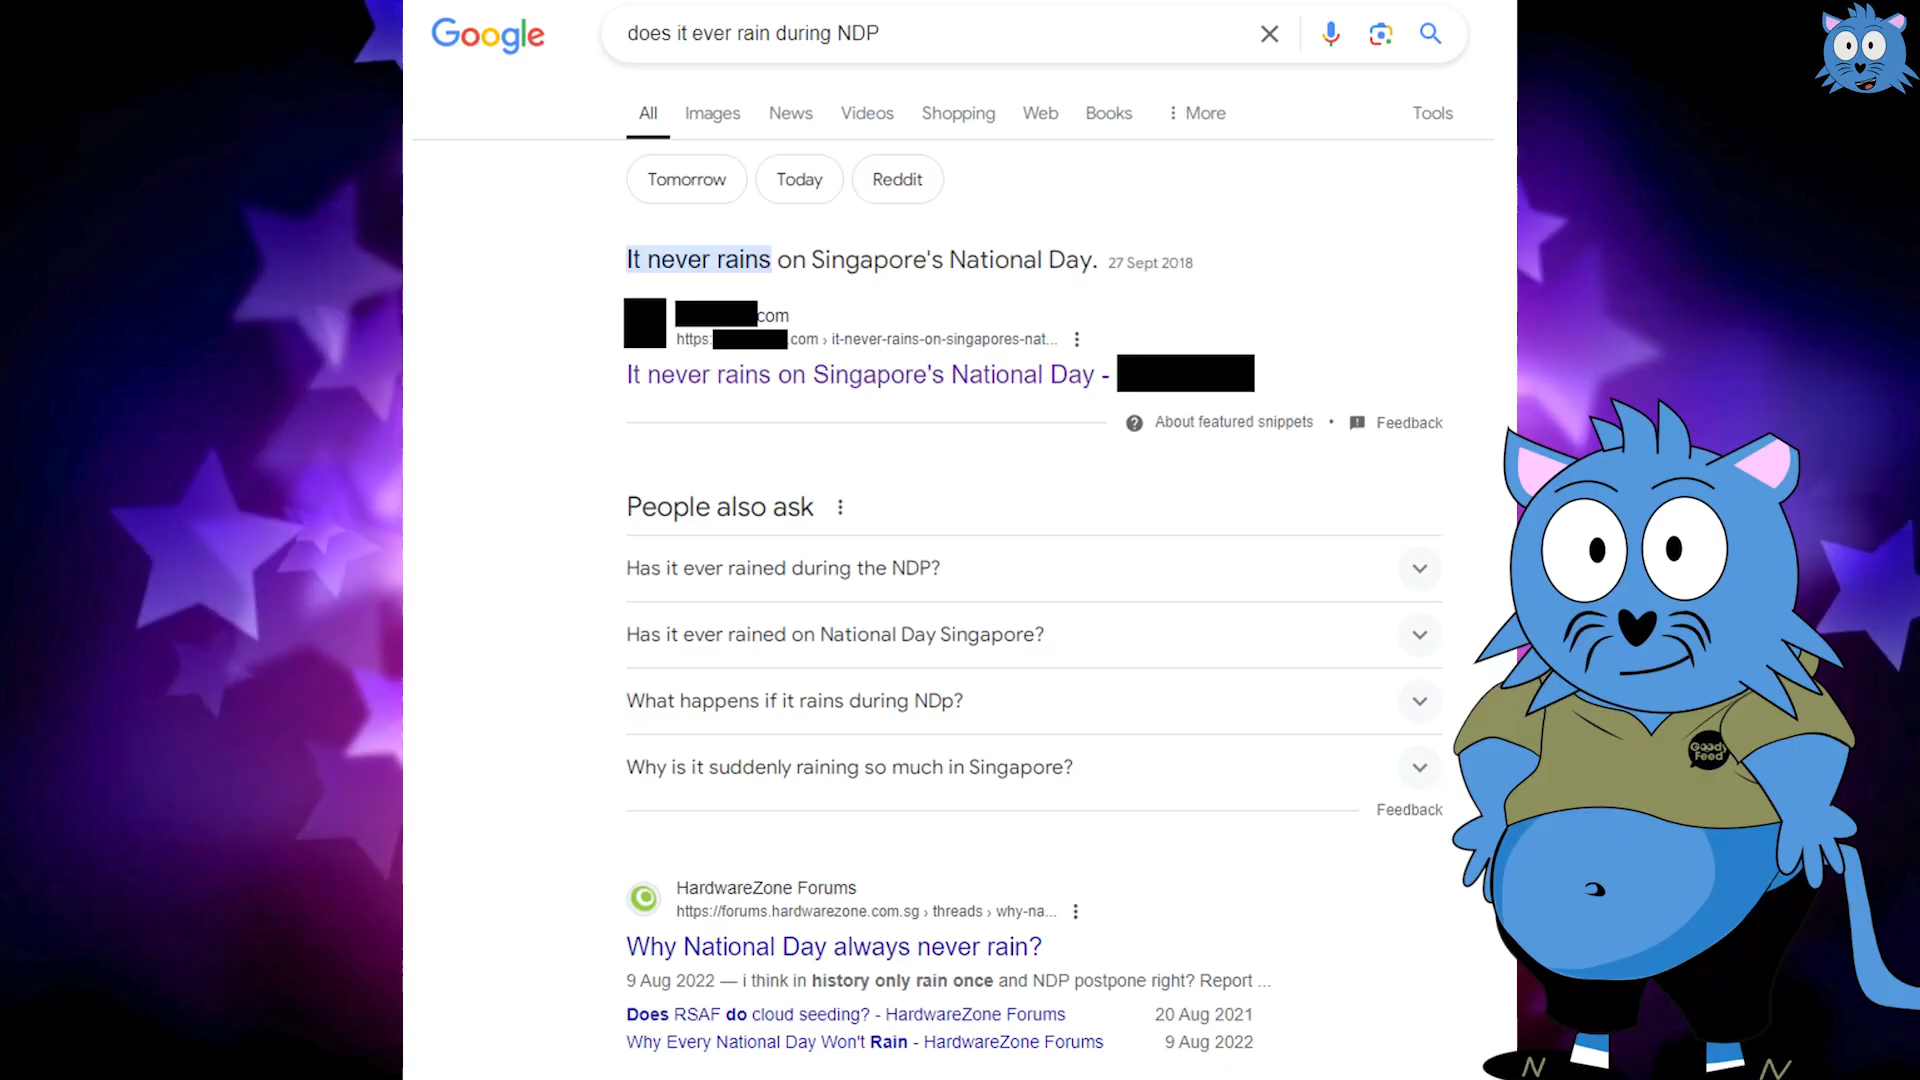 Google
does it ever rain during NDP
All Images News Videos Shopping Web Books More Tools
Tomorrow Today Reddit
It never rains on Singapore's National Day. 27 Sept 2018
com
https: .com › it-never-rains-on-singapores-nat...
It never rains on Singapore's National Day -
About featured snippets • Feedback
People also ask
Has it ever rained during the NDP?
Has it ever rained on National Day Singapore?
What happens if it rains during NDp?
Why is it suddenly raining so much in Singapore?
Feedback
HardwareZone Forums
https://forums.hardwarezone.com.sg › threads › why-na...
Why National Day always never rain?
9 Aug 2022 — i think in history only rain once and NDP postpone right? Report ...
Does RSAF do cloud seeding? - HardwareZone Forums 20 Aug 2021
Why Every National Day Won't Rain - HardwareZone Forums 9 Aug 2022
Goody
Feed